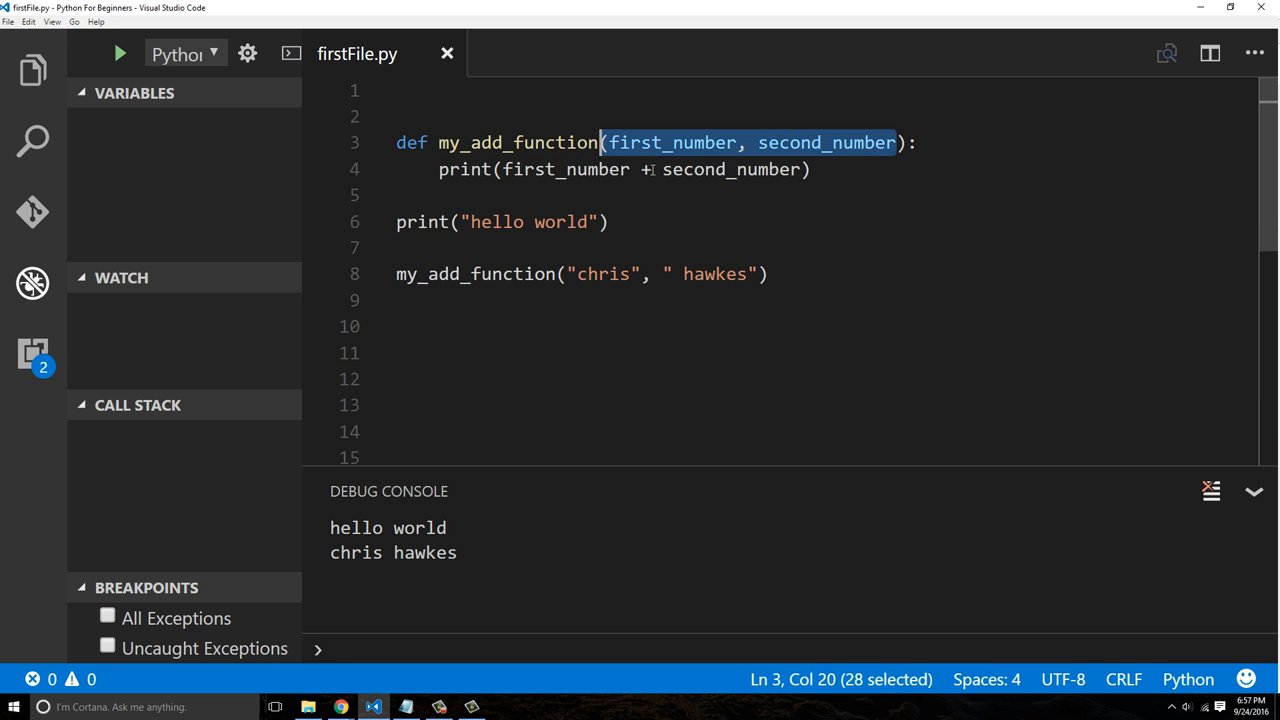 firstFile.py - Python For Beginners - Visual Studio Code
File Edit View Go Help
Python
firstFile.py
VARIABLES
WATCH
CALL STACK
BREAKPOINTS
All Exceptions
Uncaught Exceptions
2
1
2
3 def my_add_function(first_number, second_number):
4     print(first_number + second_number)
5
6 print("hello world")
7
8 my_add_function("chris", " hawkes")
9
10
11
12
13
14
15
DEBUG CONSOLE
hello world
chris hawkes
0 0
Ln 3, Col 20 (28 selected) Spaces: 4 UTF-8 CRLF Python
I'm Cortana. Ask me anything.
6:57 PM
9/24/2016